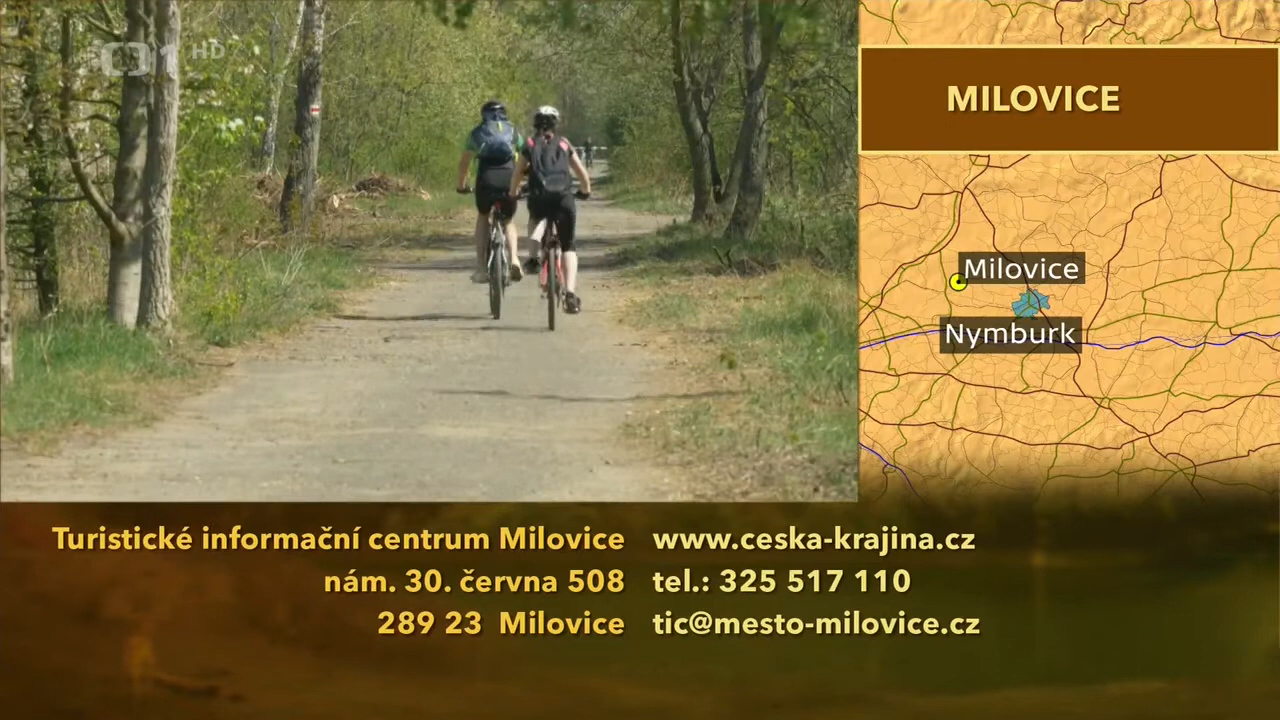 ČT1 HD
MILOVICE
Milovice
Nymburk
Turistické informační centrum Milovice
nám. 30. června 508
289 23 Milovice
www.ceska-krajina.cz
tel.: 325 517 110
tic@mesto-milovice.cz